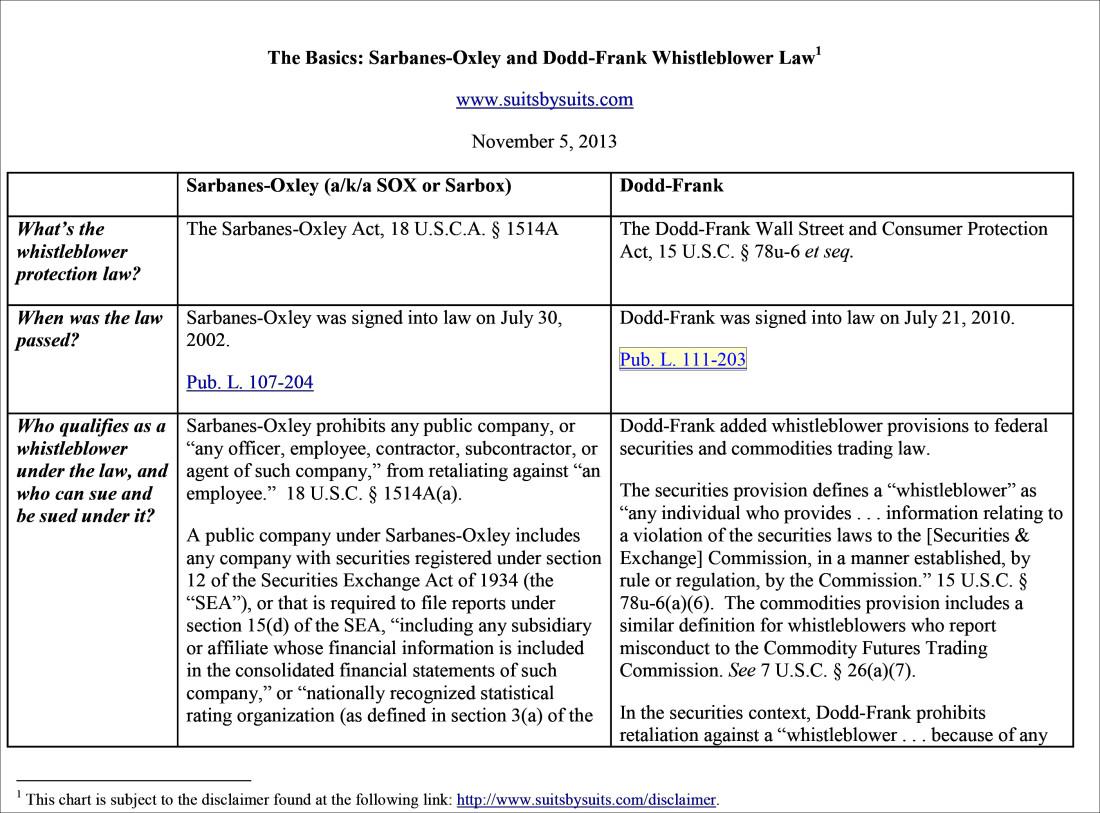 The Basics: Sarbanes-Oxley and Dodd-Frank Whistleblower Law1
www.suitsbysuits.com
November 5, 2013
Sarbanes-Oxley (a/k/a SOX or Sarbox)
Dodd-Frank
What's the
whistleblower
protection law?
The Sarbanes-Oxley Act, 18 U.S.C.A. § 1514A
The Dodd-Frank Wall Street and Consumer Protection
Act, 15 U.S.C. § 78u-6 et seq.
When was the law
passed?
Sarbanes-Oxley was signed into law on July 30,
2002.
Pub. L. 107-204
Dodd-Frank was signed into law on July 21, 2010.
Pub. L. 111-203
Who qualifies as a
whistleblower
under the law, and
who can sue and
be sued under it?
Sarbanes-Oxley prohibits any public company, or
“any officer, employee, contractor, subcontractor, or
agent of such company,” from retaliating against “an
employee.” 18 U.S.C. § 1514A(a).
A public company under Sarbanes-Oxley includes
any company with securities registered under section
12 of the Securities Exchange Act of 1934 (the
“SEA”), or that is required to file reports under
section 15(d) of the SEA, “including any subsidiary
or affiliate whose financial information is included
in the consolidated financial statements of such
company,” or “nationally recognized statistical
rating organization (as defined in section 3(a) of the
Dodd-Frank added whistleblower provisions to federal
securities and commodities trading law.
The securities provision defines a “whistleblower” as
“any individual who provides . . . information relating to
a violation of the securities laws to the [Securities &
Exchange] Commission, in a manner established, by
rule or regulation, by the Commission.” 15 U.S.C. §
78u-6(a)(6). The commodities provision includes a
similar definition for whistleblowers who report
misconduct to the Commodity Futures Trading
Commission. See 7 U.S.C. § 26(a)(7).
In the securities context, Dodd-Frank prohibits
retaliation against a “whistleblower . . . because of any
1 This chart is subject to the disclaimer found at the following link: http://www.suitsbysuits.com/disclaimer.